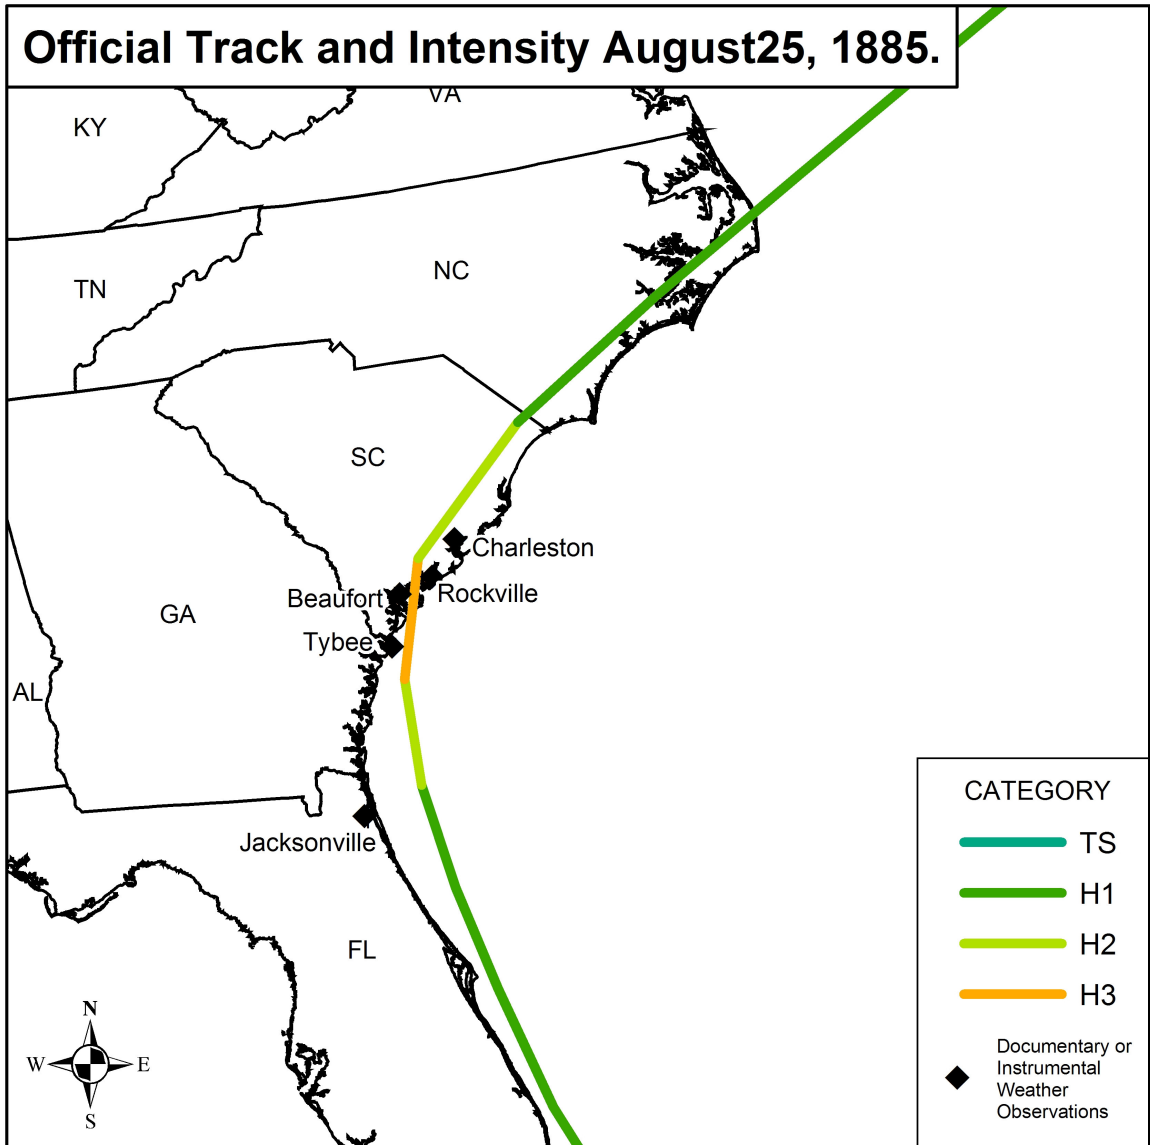 Official Track and Intensity August25, 1885.
VA
KY
TN
NC
SC
Charleston
Beaufort
Rockville
GA
Tybee
AL
CATEGORY
TS
Jacksonville
H1
FL
H2
H3
N
W
E
S
Documentary or
Instrumental
Weather
Observations